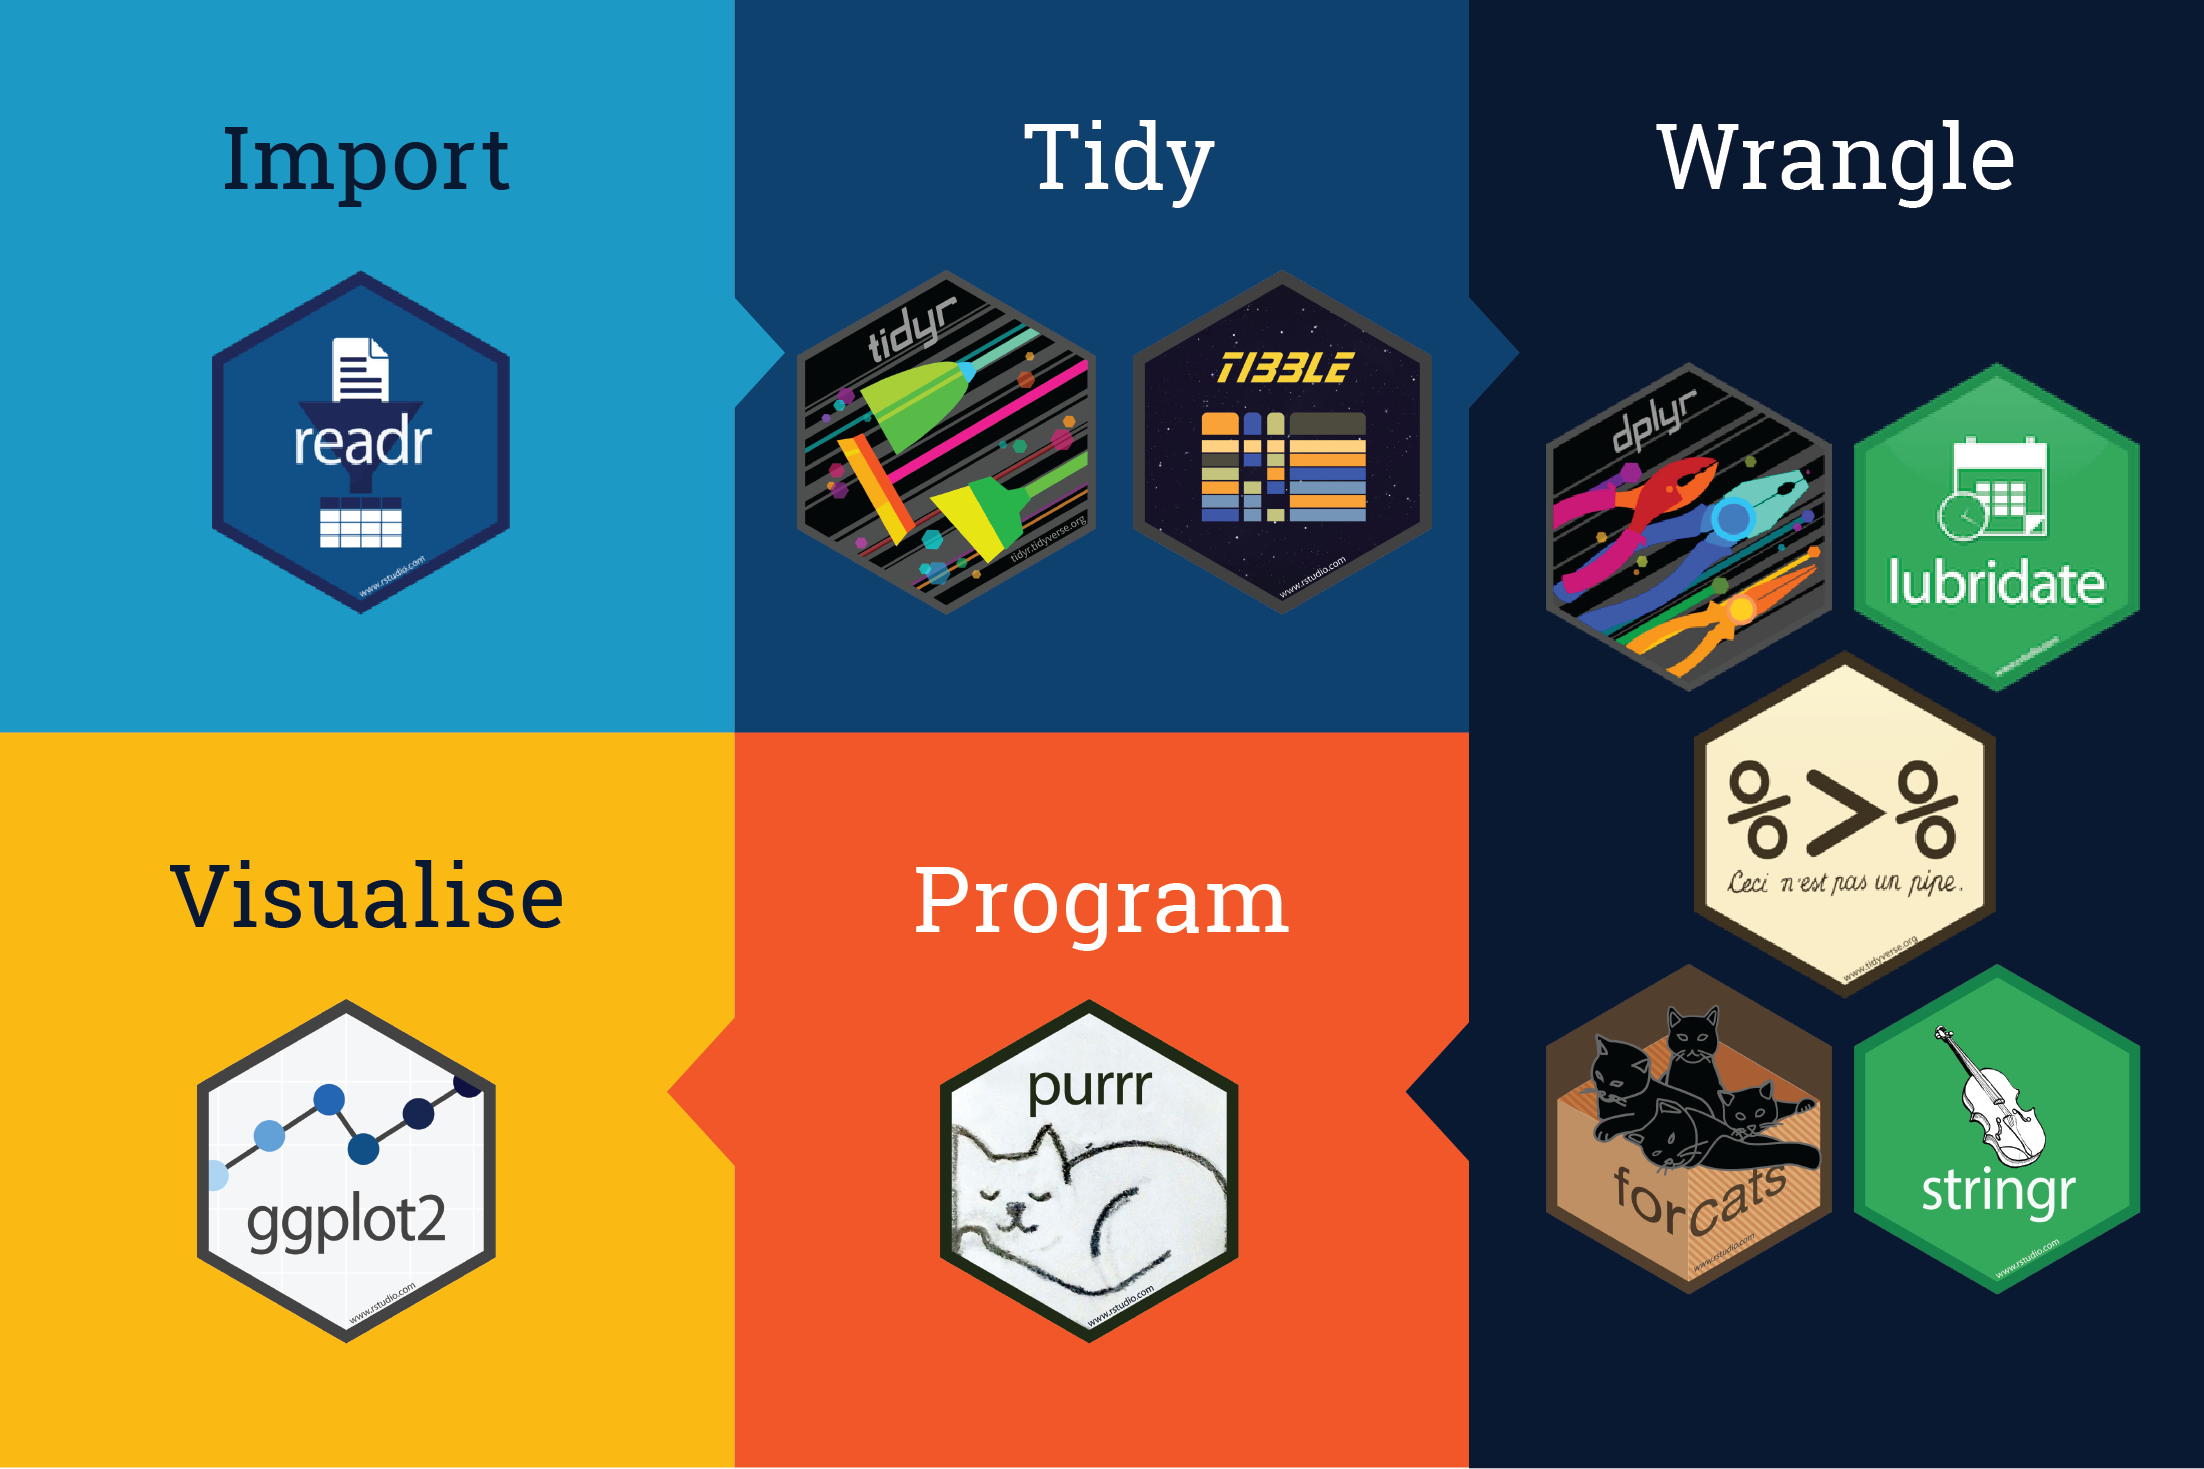 Import
readr
www.rstudio.com
Tidy
tidyr
tidyr.tidyverse.org
TIBBLE
www.rstudio.com
Wrangle
dplyr
lubridate
www.rstudio.com
%>%
Ceci n'est pas un pipe.
www.tidyverse.org
forcats
www.rstudio.com
stringr
www.rstudio.com
Visualise
ggplot2
www.rstudio.com
Program
purrr
www.rstudio.com